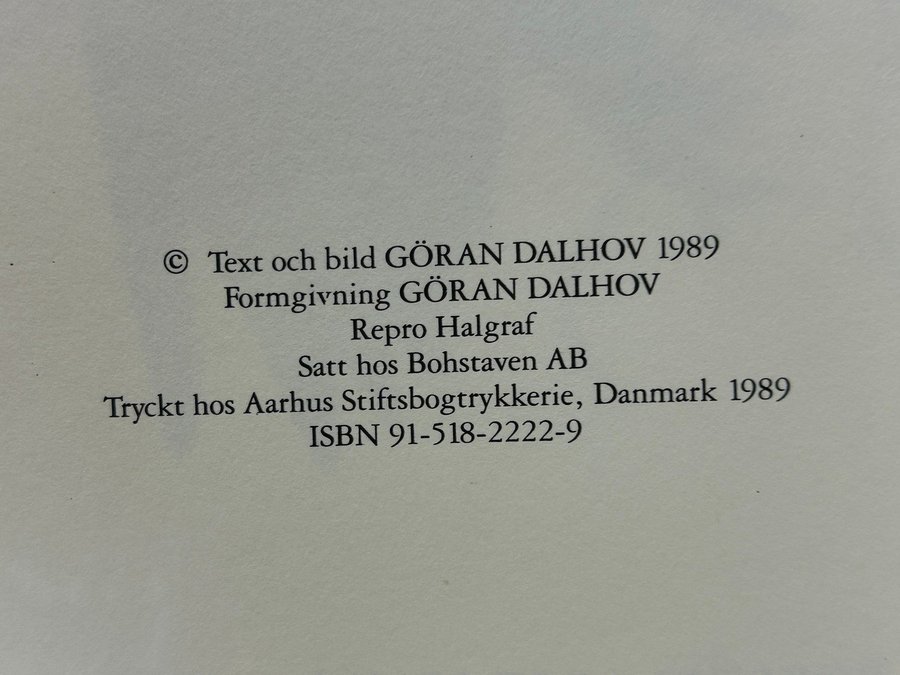 © Text och bild GÖRAN DALHOV 1989
Formgivning GÖRAN DALHOV
Repro Halgraf
Satt hos Bohstaven AB
Tryckt hos Aarhus Stiftsbogtrykkerie, Danmark 1989
ISBN 91-518-2222-9